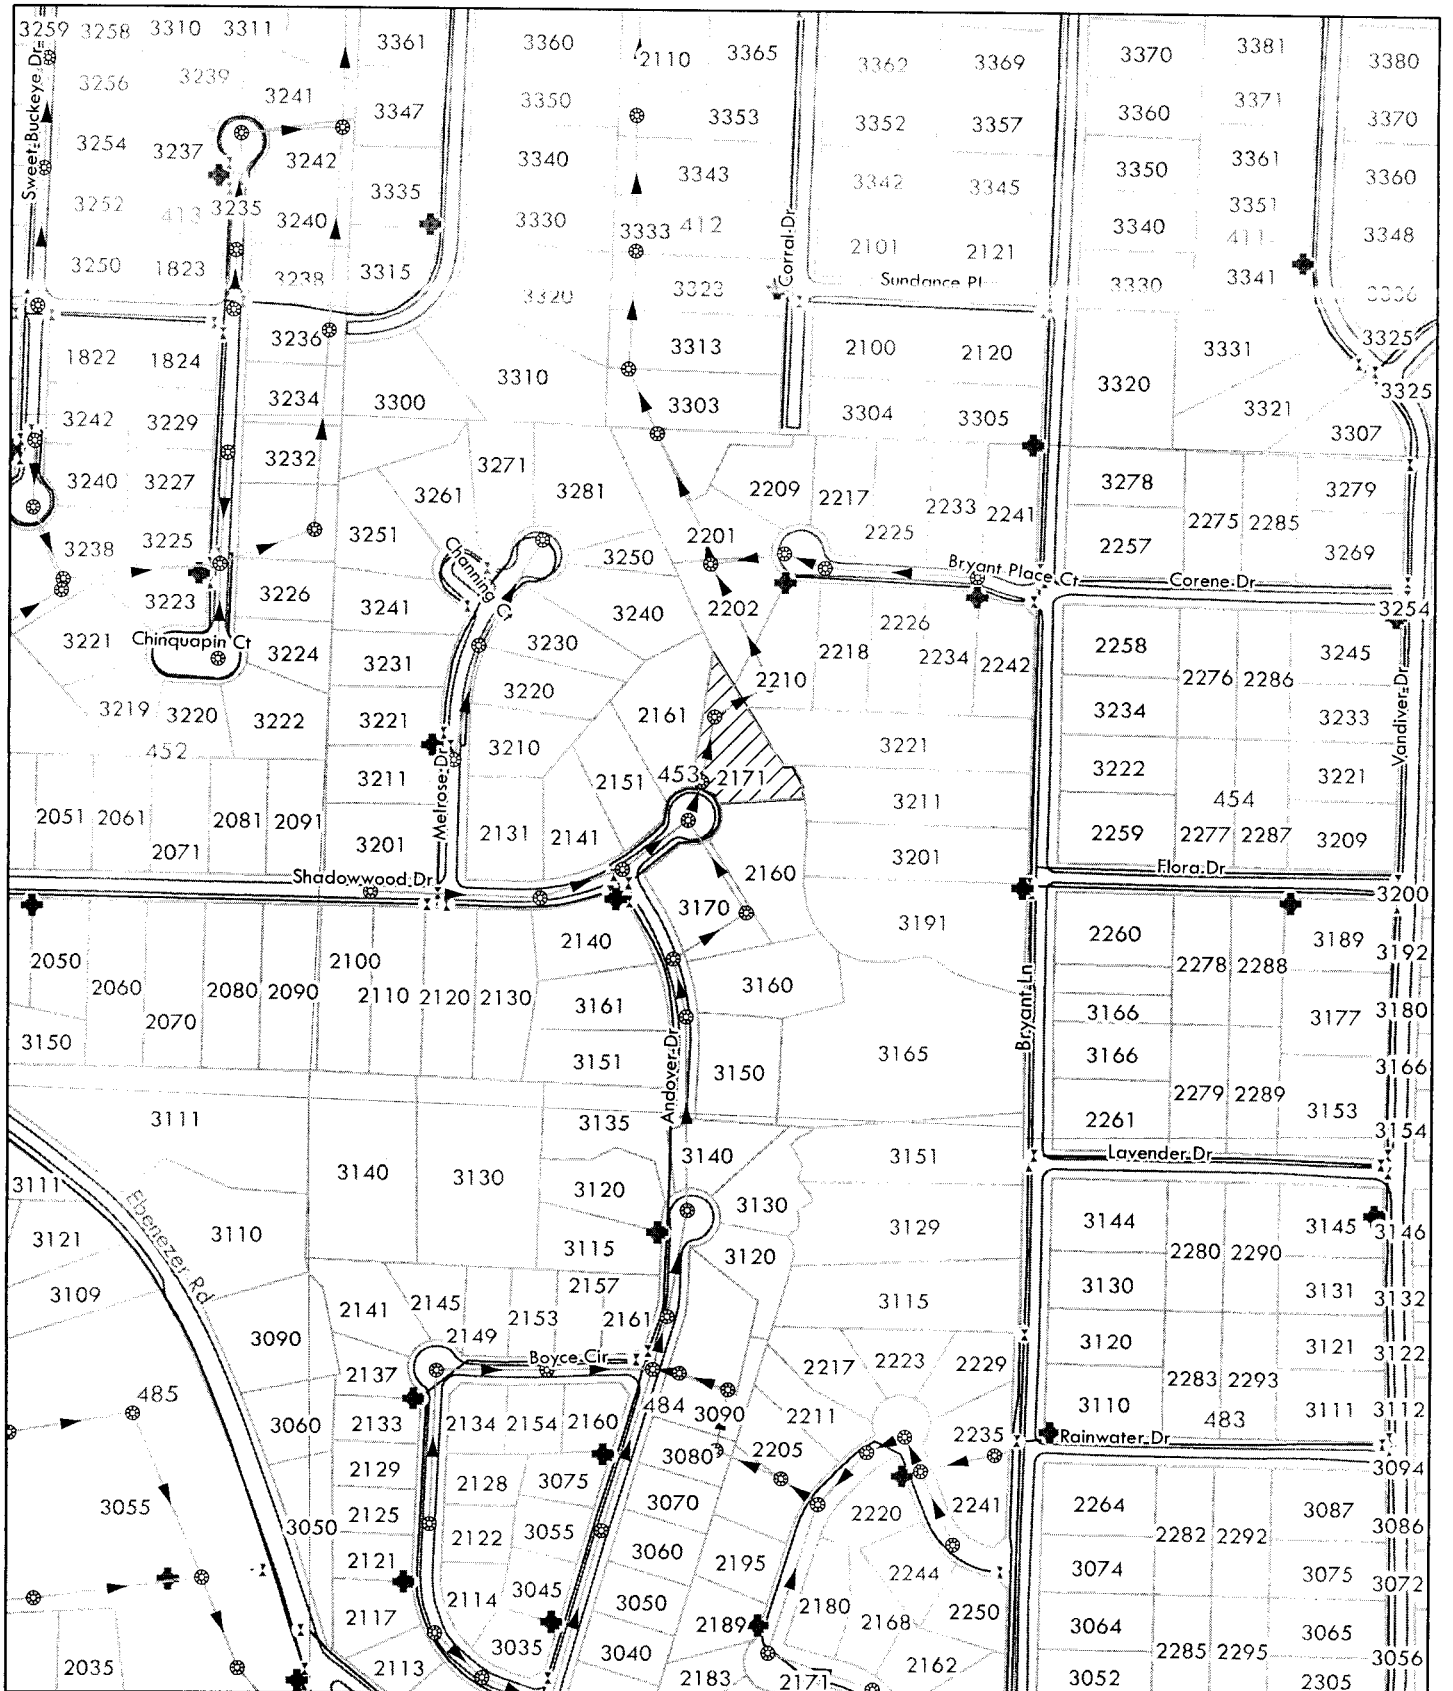 3259 3258 3310 3311 3361 3360 2110 3365 3362 3369 3370 3381 3380
3256 3239 3241 3347 3350 3353 3352 3357 3360 3371 3370
Sweet Buckeye Dr
3254 3237 3242 3340 3343 3342 3345 3350 3361 3360
3252 413 3235 3240 3335 3330 3333 412 2101 2121 3340 3351 411 3348
Corral Dr
3250 1823 3238 3315 3320 3323 Sundance Pl 3330 3341 3336
1822 1824 3236 3310 3313 2100 2120 3320 3331 3325
3242 3229 3234 3300 3303 3304 3305 3321 3325 3307
3240 3227 3232 3261 3271 3281 2209 2217 2233 2241 3278 2275 2285 3279
3238 3225 3251 3250 2201 2225 2257 3269
Channing Ct
Bryant Place Ct Corene Dr
3223 3226 3241 3240 2202 2226 3254
3221 Chinquapin Ct 3224 3231 3230 2218 2234 2242 2258 2276 2286 3245
3219 3220 3222 3221 3220 3210 2161 2210 3221 3234 3233
Vandiver Dr
452 3211 2151 453 2171 3211 3222 454 3221
Melrose Dr
2051 2061 2071 2081 2091 3201 2131 2141 2160 3201 2259 2277 2287 3209
Shadowwood Dr Flora Dr
3170 3191 3200
2050 2060 2070 2080 2090 2100 2110 2120 2130 2140 3160 2260 2278 2288 3189 3192
3150 3161 3165 3166 3177 3180
Bryant Ln
3151 3150 3166 2279 2289 3153 3166
Andover Dr
3111 3135 2261 3154
3140 3130 3140 3151 Lavender Dr
3111 3120 3130 3144 3145 3146
Ebenezer Rd
3121 3110 3115 3120 3129 2280 2290
3109 2141 2145 2157 3115 3130 3131 3132
3090 2149 2153 2161 3120 3121 3122
Boyce Cir
2137 2217 2223 2229 2283 2293
485 3060 2133 2134 2154 2160 484 3090 2211 2235 3110 483 3111 3112
Rainwater Dr
2129 2128 3075 3080 2205 3094
3055 3050 2125 2122 3055 3070 2220 2241 2264 2282 2292 3087 3086
2121 2114 3045 3060 2195 2244 3074 3075 3072
2117 3035 3050 2189 2180 2168 2250 3064 3065
2035 2113 3040 2183 2171 2162 3052 2285 2295 2305 3056